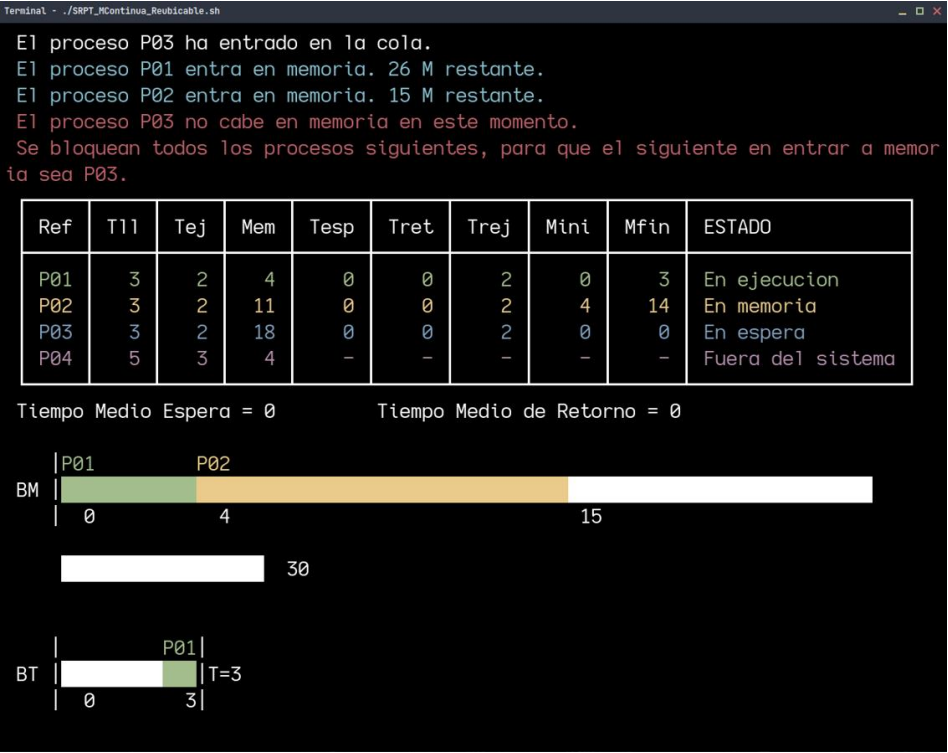 Terminal - ./SRPT_MContinua_Reubicable.sh
El proceso P03 ha entrado en la cola.
El proceso P01 entra en memoria. 26 M restante.
El proceso P02 entra en memoria. 15 M restante.
El proceso P03 no cabe en memoria en este momento.
Se bloquean todos los procesos siguientes, para que el siguiente en entrar a memor
ia sea P03.
Ref Tll Tej Mem Tesp Tret Trej Mini Mfin ESTADO
P01 3 2 4 0 0 2 0 3 En ejecucion
P02 3 2 11 0 0 2 4 14 En memoria
P03 3 2 18 0 0 2 0 0 En espera
P04 5 3 4 - - - - - Fuera del sistema
Tiempo Medio Espera = 0 Tiempo Medio de Retorno = 0
|P01 P02
BM |
| 0 4 15
30
| P01|
BT | |T=3
| 0 3|